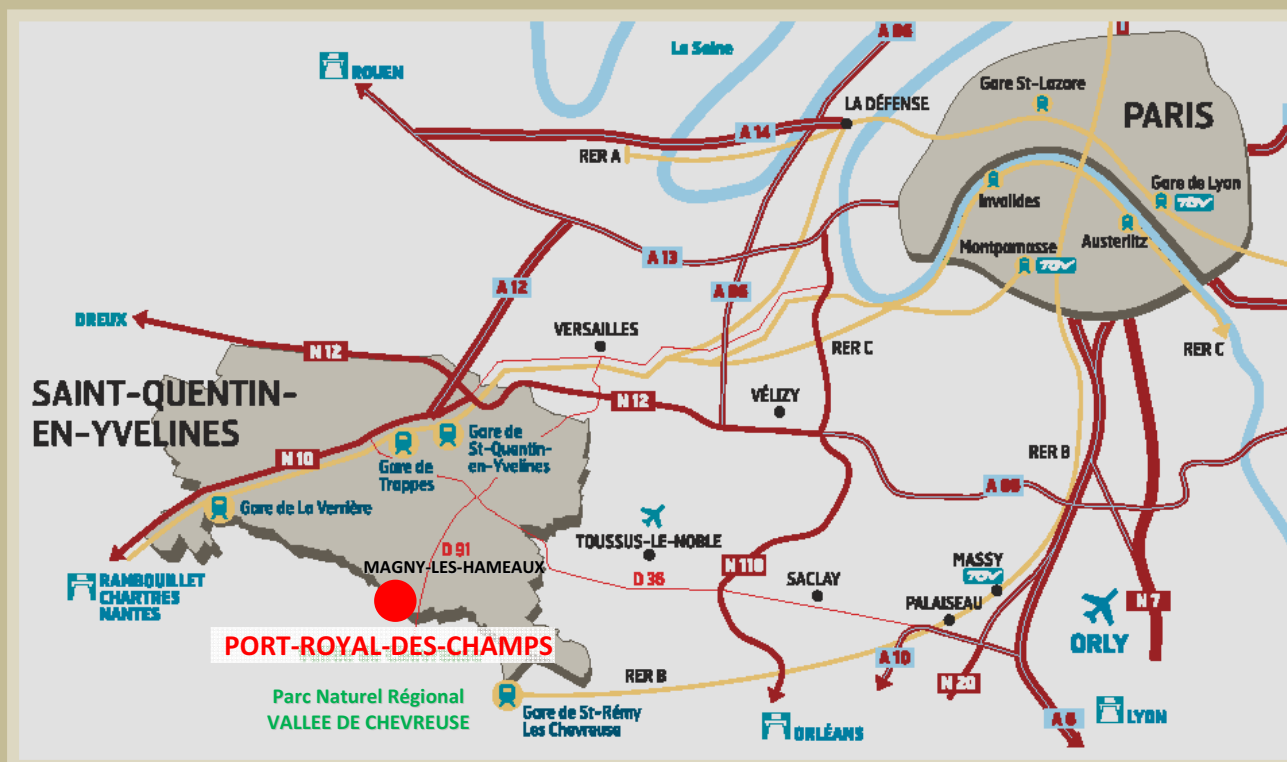 A 86
La Seine
ROUEN
Gare St-Lazare
LA DÉFENSE
PARIS
A 14
RER A
Gare de Lyon
TGV
Invalides
Austerlitz
Montparnasse
TGV
A 13
A 12
A 86
DREUX
VERSAILLES
N 12
RER C
RER C
SAINT-QUENTIN-
EN-YVELINES
N 12
VÉLIZY
Gare de
St-Quentin-
en-Yvelines
N 10
Gare de
Trappes
RER B
A 86
Gare de La Verrière
TOUSSUS-LE-NOBLE
D 91
MAGNY-LES-HAMEAUX
MASSY
TGV
N 118
D 36
SACLAY
RAMBOUILLET
CHARTRES
NANTES
PALAISEAU
N 7
ORLY
PORT-ROYAL-DES-CHAMPS
A 10
RER B
N 20
Parc Naturel Régional
VALLEE DE CHEVREUSE
Gare de St-Rémy
Les Chevreuse
A 6
LYON
ORLÉANS